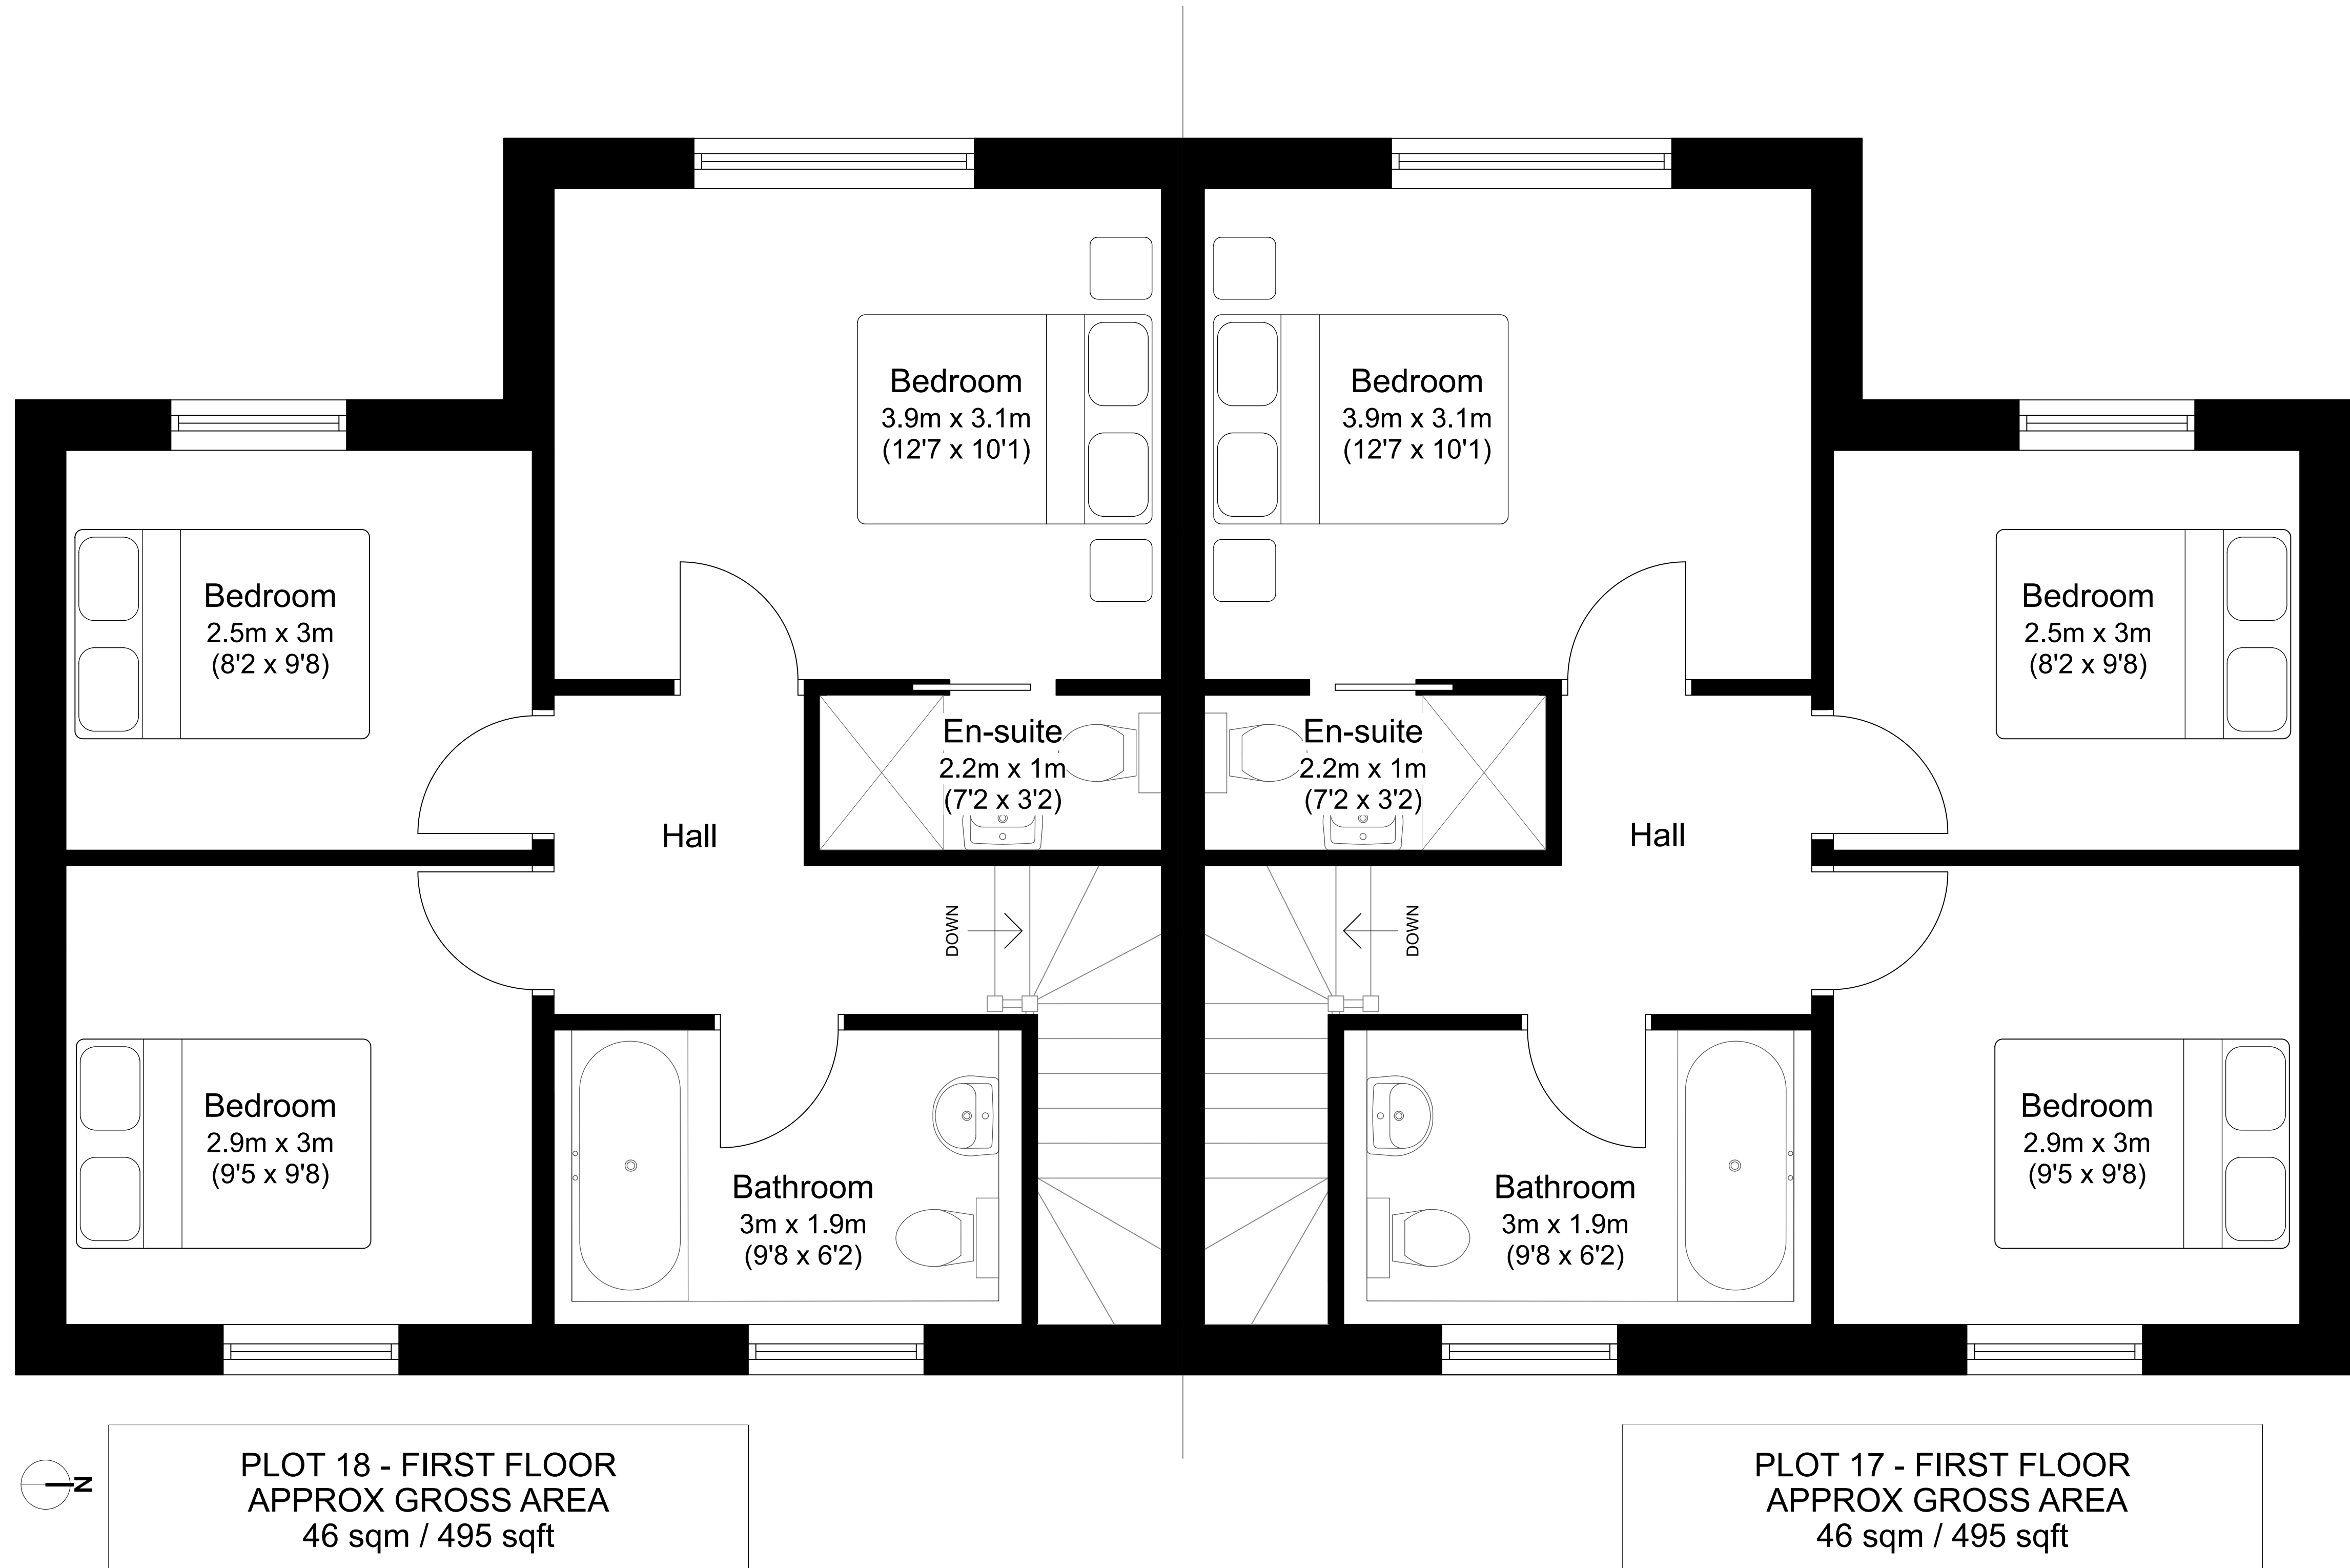 Bedroom
3.9m x 3.1m
(12'7 x 10'1)
Bedroom
3.9m x 3.1m
(12'7 x 10'1)
Bedroom
2.5m x 3m
(8'2 x 9'8)
Bedroom
2.5m x 3m
(8'2 x 9'8)
En-suite
2.2m x 1m
(7'2 x 3'2)
En-suite
2.2m x 1m
(7'2 x 3'2)
Hall
Hall
DOWN
DOWN
Bedroom
2.9m x 3m
(9'5 x 9'8)
Bathroom
3m x 1.9m
(9'8 x 6'2)
Bathroom
3m x 1.9m
(9'8 x 6'2)
Bedroom
2.9m x 3m
(9'5 x 9'8)
N
PLOT 18 - FIRST FLOOR
APPROX GROSS AREA
46 sqm / 495 sqft
PLOT 17 - FIRST FLOOR
APPROX GROSS AREA
46 sqm / 495 sqft